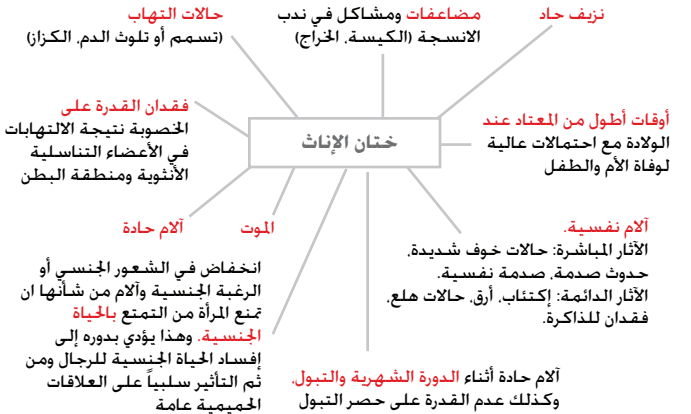 نزيف حاد
مضاعفات ومشاكل في ندب
الانسجة (الكيسة، الخراج)
حالات التهاب
(تسمم أو تلوث الدم، الكزاز)
ختان الإناث
أوقات أطول من المعتاد عند
الولادة مع احتمالات عالية
لوفاة الأم والطفل
فقدان القدرة على
الخصوبة نتيجة الالتهابات
في الأعضاء التناسلية
الأنثوية ومنطقة البطن
آلام نفسية.
الآثار المباشرة: حالات خوف شديدة،
حدوث صدمة، صدمة نفسية.
الآثار الدائمة: إكتئاب، أرق، حالات هلع،
فقدان للذاكرة.
الموت
آلام حادة
انخفاض في الشعور الجنسي أو
الرغبة الجنسية وآلام من شأنها ان
تمنع المرأة من التمتع بالحياة
الجنسية. وهذا يؤدي بدوره إلى
إفساد الحياة الجنسية للرجال ومن
ثم التأثير سلبياً على العلاقات
الحميمية عامة
آلام حادة أثناء الدورة الشهرية والتبول،
وكذلك عدم القدرة على حصر التبول